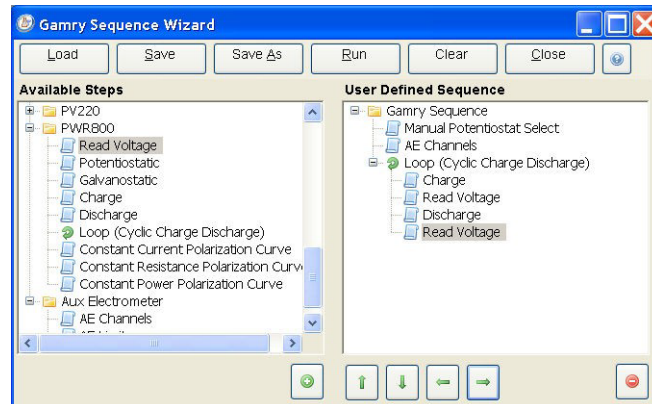 Gamry Sequence Wizard
Load Save Save As Run Clear Close
Available Steps
PV220
PWR800
Read Voltage
Potentiostatic
Galvanostatic
Charge
Discharge
Loop (Cyclic Charge Discharge)
Constant Current Polarization Curve
Constant Resistance Polarization Curv
Constant Power Polarization Curve
Aux Electrometer
AE Channels
User Defined Sequence
Gamry Sequence
Manual Potentiostat Select
AE Channels
Loop (Cyclic Charge Discharge)
Charge
Read Voltage
Discharge
Read Voltage